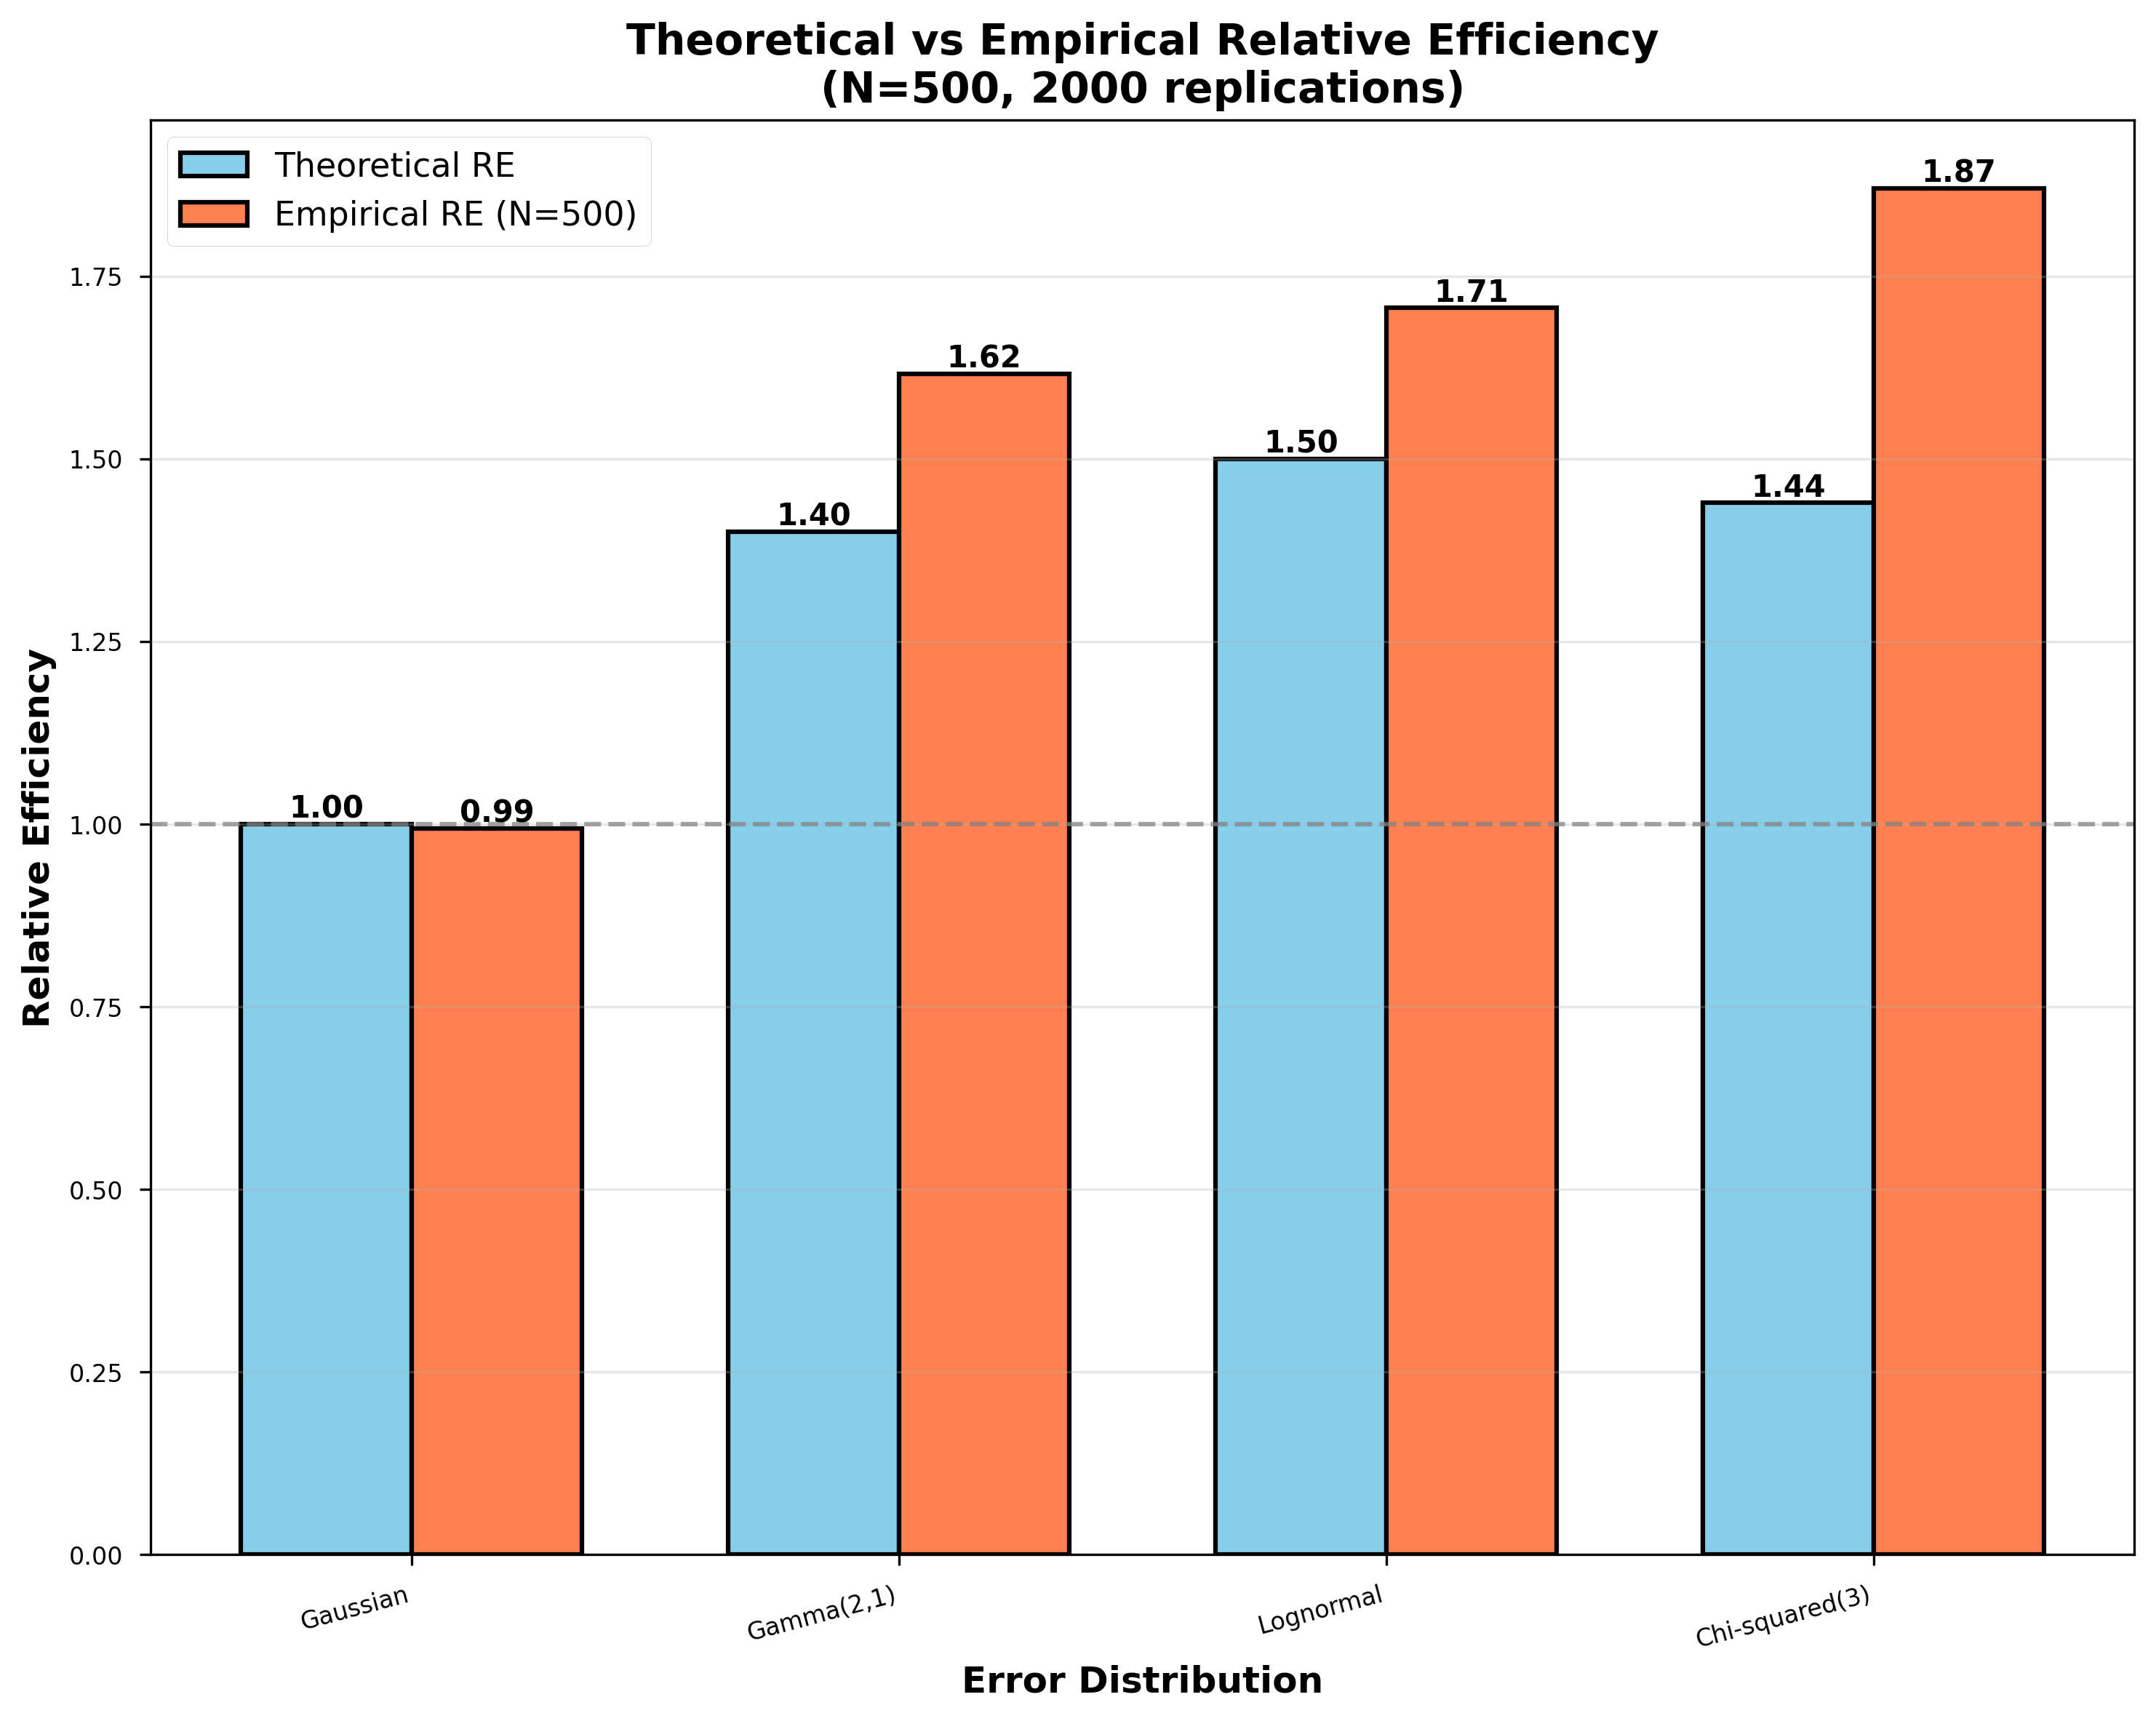 Theoretical vs Empirical Relative Efficiency
(N=500, 2000 replications)
Theoretical RE
Empirical RE (N=500)
Relative Efficiency
1.75
1.50
1.25
1.00
0.75
0.50
0.25
0.00
1.00
0.99
1.40
1.62
1.50
1.71
1.44
1.87
Gaussian
Gamma(2,1)
Lognormal
Chi-squared(3)
Error Distribution